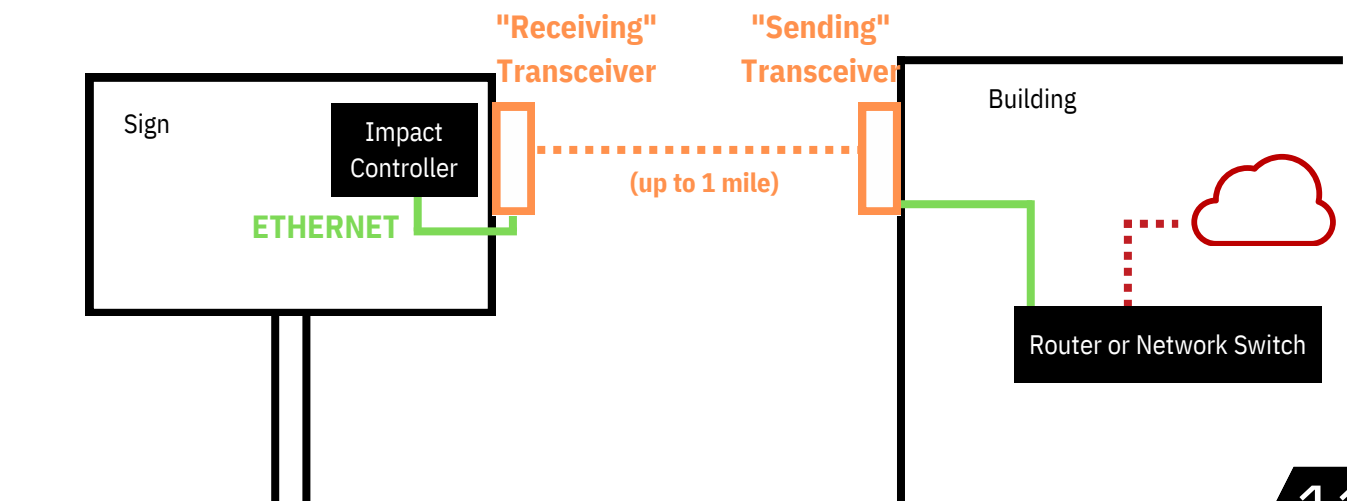 "Receiving"
Transceiver
"Sending"
Transceiver
Sign
Impact
Controller
Building
(up to 1 mile)
ETHERNET
Router or Network Switch